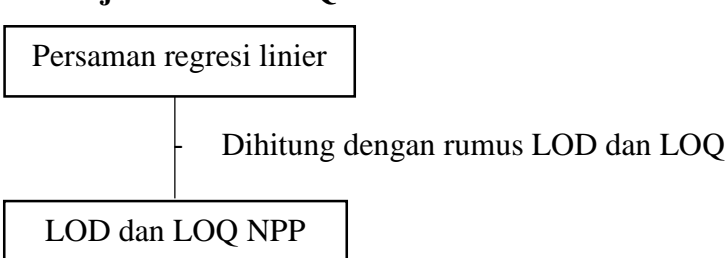 Persaman regresi linier
- Dihitung dengan rumus LOD dan LOQ
LOD dan LOQ NPP